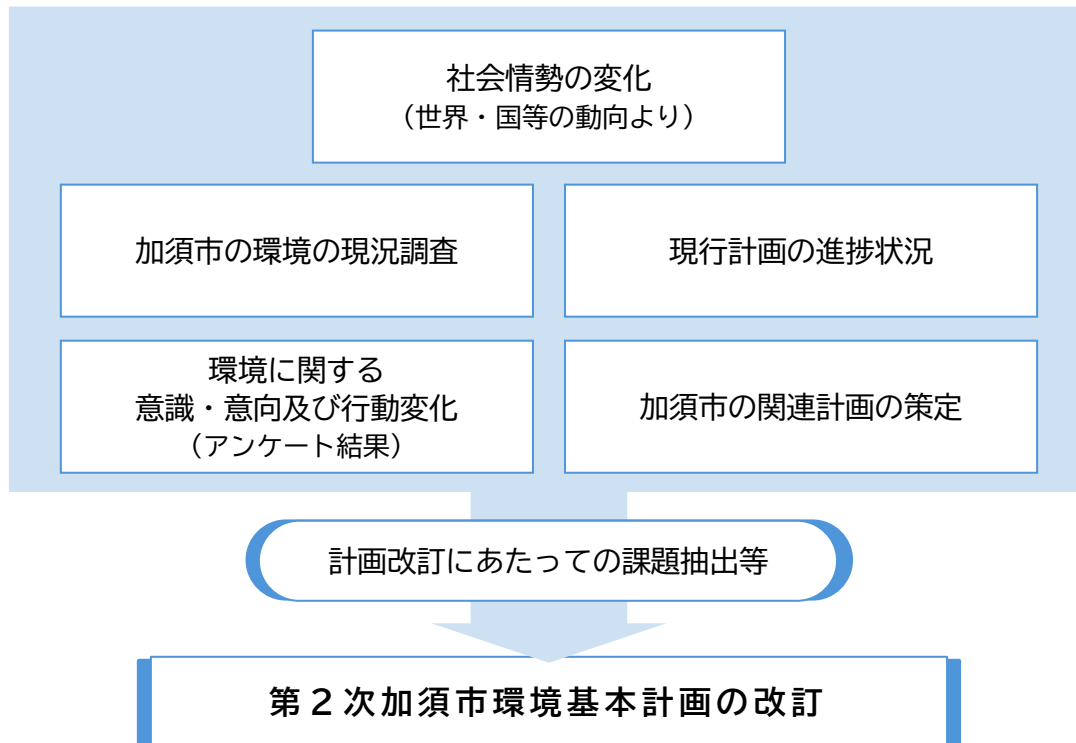 社会情勢の変化
（世界・国等の動向より）
加須市の環境の現況調査
現行計画の進捗状況
環境に関する
意識・意向及び行動変化
（アンケート結果）
加須市の関連計画の策定
計画改訂にあたっての課題抽出等
第２次加須市環境基本計画の改訂